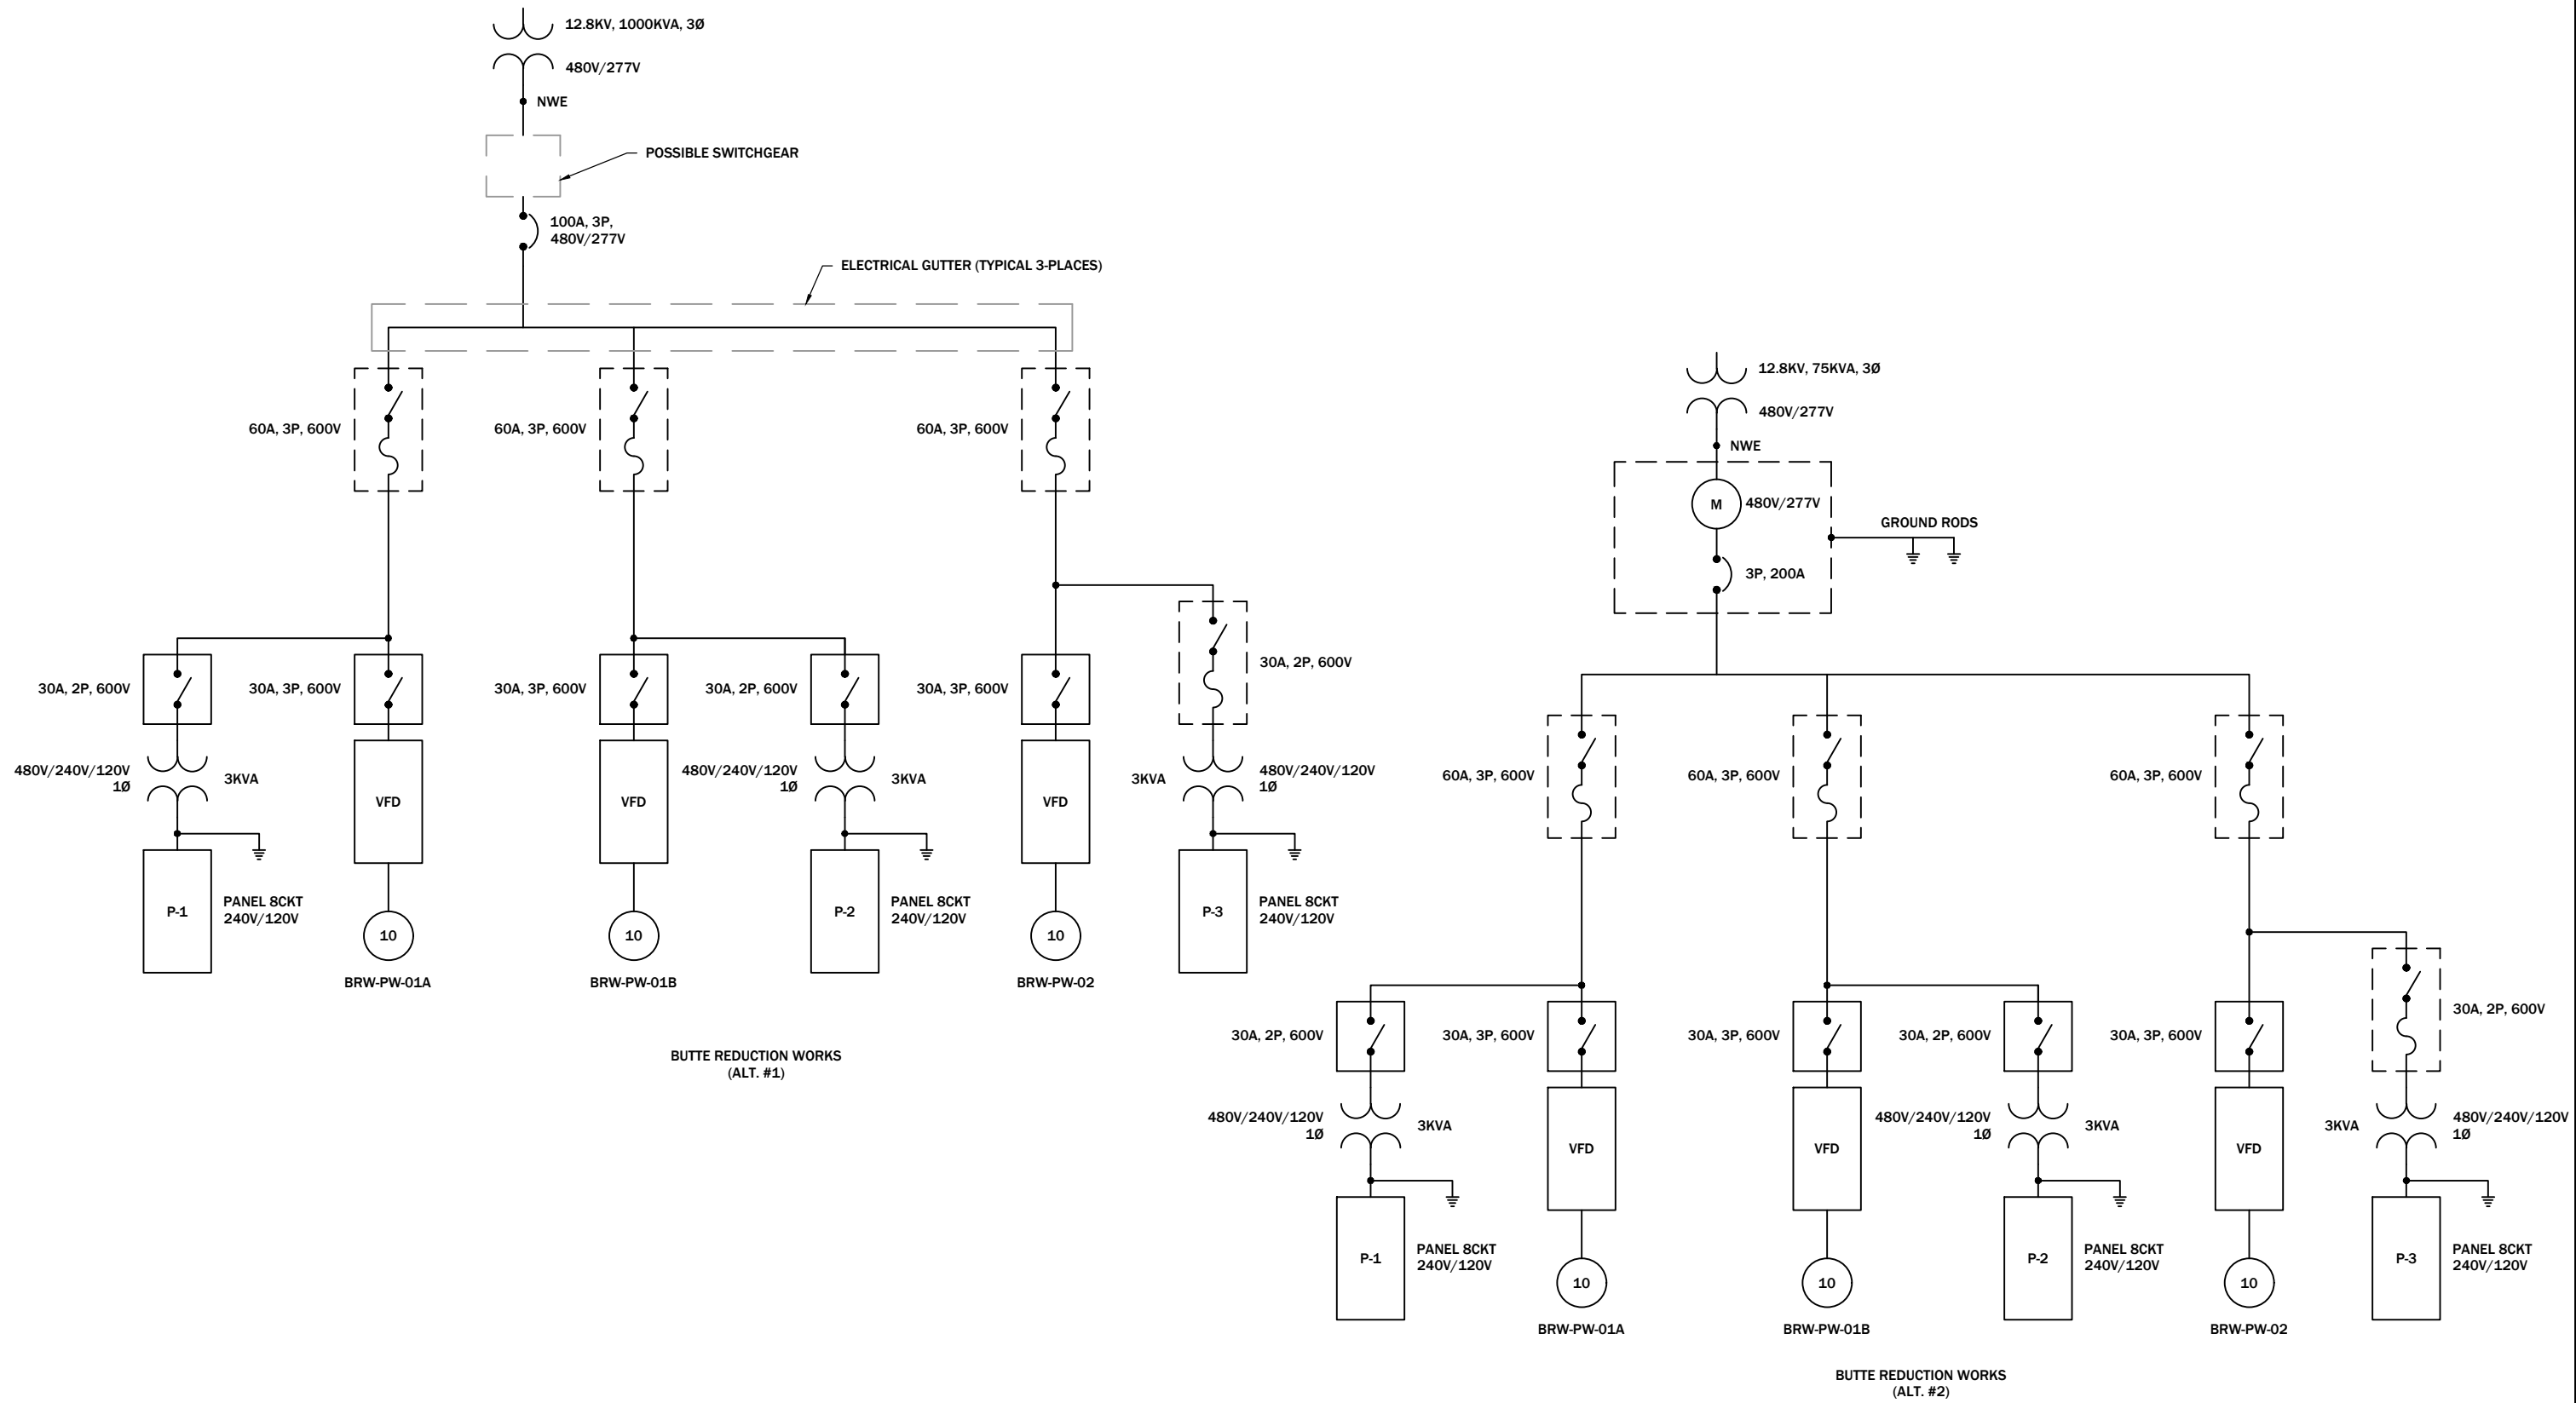 12.8KV, 1000KVA, 3Ø
480V/277V
NWE
POSSIBLE SWITCHGEAR
100A, 3P,
480V/277V
ELECTRICAL GUTTER (TYPICAL 3-PLACES)
60A, 3P, 600V
60A, 3P, 600V
60A, 3P, 600V
30A, 2P, 600V
30A, 2P, 600V
30A, 3P, 600V
30A, 3P, 600V
30A, 2P, 600V
30A, 3P, 600V
480V/240V/120V
1Ø
3KVA
VFD
VFD
480V/240V/120V
1Ø
3KVA
VFD
3KVA
480V/240V/120V
1Ø
P-1
PANEL 8CKT
240V/120V
10
10
P-2
PANEL 8CKT
240V/120V
10
P-3
PANEL 8CKT
240V/120V
BRW-PW-01A
BRW-PW-01B
BRW-PW-02
BUTTE REDUCTION WORKS
(ALT. #1)
12.8KV, 75KVA, 3Ø
480V/277V
NWE
M
480V/277V
GROUND RODS
3P, 200A
60A, 3P, 600V
60A, 3P, 600V
60A, 3P, 600V
30A, 2P, 600V
30A, 2P, 600V
30A, 3P, 600V
30A, 3P, 600V
30A, 2P, 600V
30A, 3P, 600V
480V/240V/120V
1Ø
3KVA
VFD
VFD
480V/240V/120V
1Ø
3KVA
VFD
3KVA
480V/240V/120V
1Ø
P-1
PANEL 8CKT
240V/120V
10
10
P-2
PANEL 8CKT
240V/120V
10
P-3
PANEL 8CKT
240V/120V
BRW-PW-01A
BRW-PW-01B
BRW-PW-02
BUTTE REDUCTION WORKS
(ALT. #2)